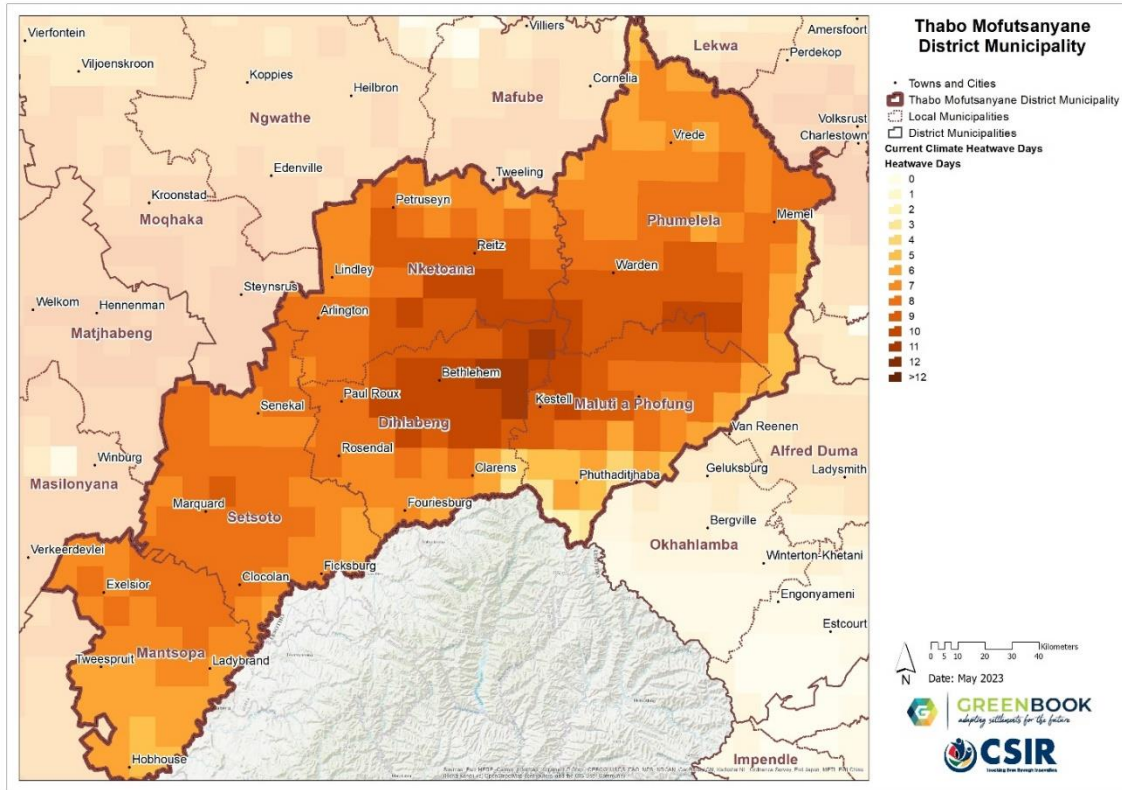 Thabo Mofutsanyane
District Municipality
Towns and Cities
Thabo Mofutsanyane District Municipality
Local Municipalities
District Municipalities
Current Climate Heatwave Days
Heatwave Days
0
1
2
3
4
5
6
7
8
9
10
11
12
>12
Vierfontein
Villiers
Amersfoort
Lekwa
Perdekop
Viljoenskroon
Koppies
Heilbron
Cornelia
Mafube
Ngwathe
Volksrust
Charlestown
Vrede
Edenville
Tweeling
Kroonstad
Petruseyn
Moqhaka
Phumelela
Memel
Reitz
Nketoana
Warden
Lindley
Steynsrus
Welkom
Hennenman
Arlington
Matjhabeng
Bethlehem
Paul Roux
Kestell
Maluti a Phofung
Senekal
Dihlabeng
Van Reenen
Rosendal
Alfred Duma
Winburg
Clarens
Phuthaditjhaba
Geluksburg
Ladysmith
Masilonyana
Marquard
Setsoto
Fouriesburg
Bergville
Okhahlamba
Verkeerdevlei
Winterton-Khetani
Ficksburg
Exelsior
Clocolan
Engonyameni
Estcourt
Mantsopa
Tweespruit
Ladybrand
Hobhouse
Impendle
Kilometers
0 5 10 20 30 40
N
Date: May 2023
GREENBOOK
adapting settlements for the future
CSIR
Touching lives through innovation